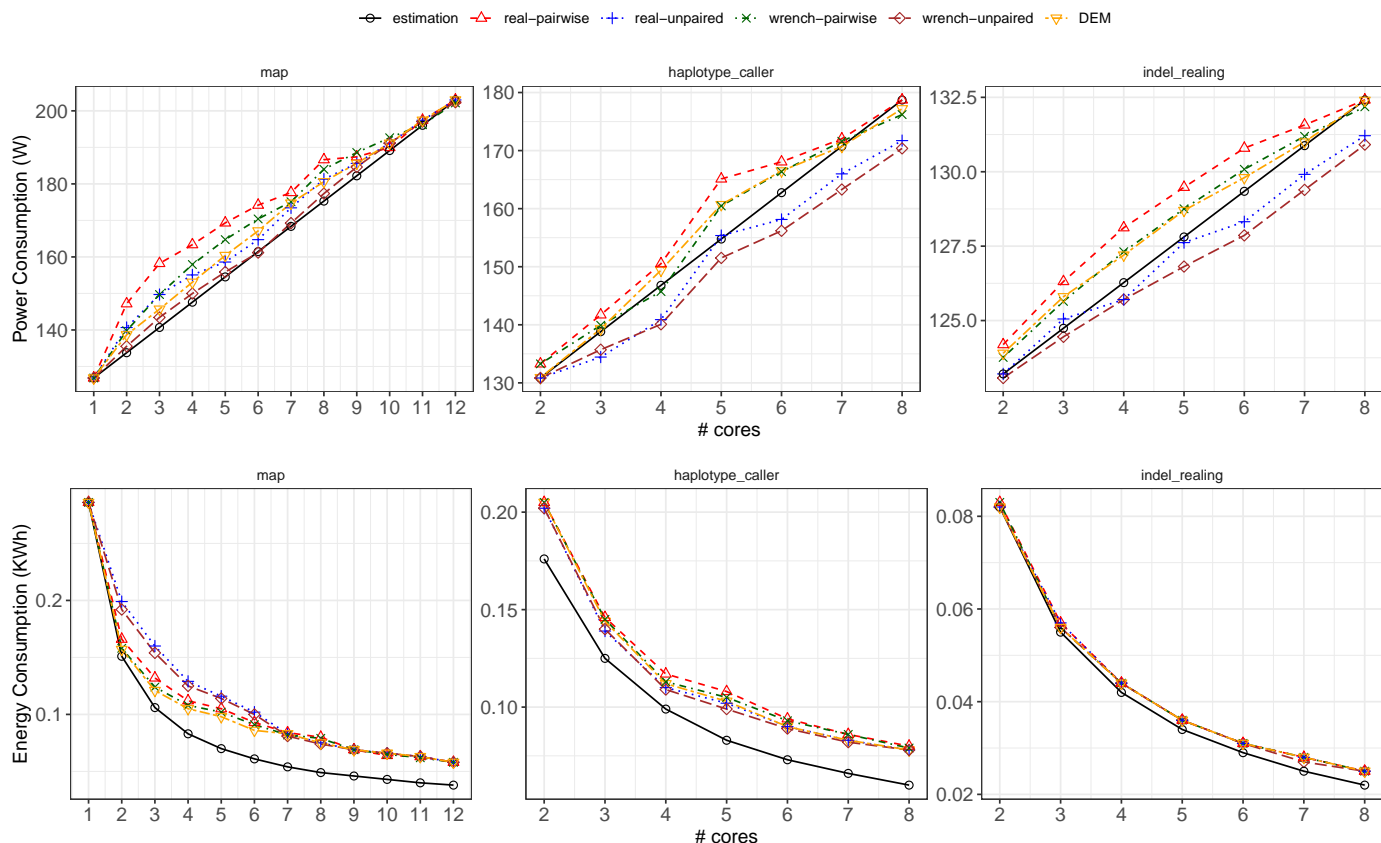 estimation real−pairwise real−unpaired wrench−pairwise wrench−unpaired DEM
map haplotype_caller indel_realing
Power Consumption (W)
200
180
160
140
1 2 3 4 5 6 7 8 9 10 11 12
180
170
160
150
140
130
2 3 4 5 6 7 8
132.5
130.0
127.5
125.0
2 3 4 5 6 7 8
# cores
map haplotype_caller indel_realing
Energy Consumption (KWh)
0.2
0.1
1 2 3 4 5 6 7 8 9 10 11 12
0.20
0.15
0.10
2 3 4 5 6 7 8
0.08
0.06
0.04
0.02
2 3 4 5 6 7 8
# cores